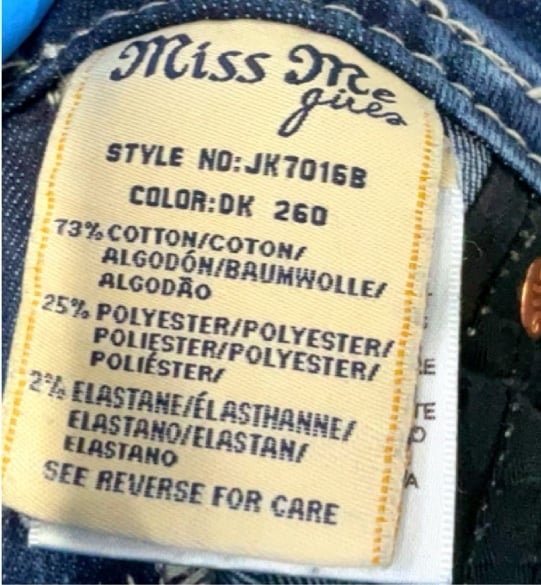 Miss Me
güres
STYLE NO:JK7016B
COLOR:DK 260
73% COTTON/COTON/
ALGODÓN/BAUMWOLLE/
ALGODÃO
25% POLYESTER/POLYESTER/
POLIESTER/POLYESTER/
POLIÉSTER/
2% ELASTANE/ÉLASTHANNE/
ELASTANO/ELASTAN/
ELASTANO
SEE REVERSE FOR CARE